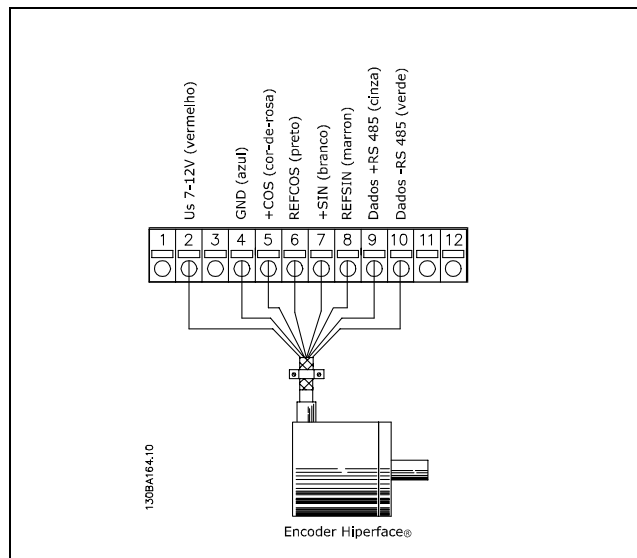 Us 7-12V (vermelho)
GND (azul)
+COS (cor-de-rosa)
REFCOS (preto)
+SIN (branco)
REFSIN (marron)
Dados +RS 485 (cinza)
Dados -RS 485 (verde)
1 2 3 4 5 6 7 8 9 10 11 12
130BA164.10
Encoder Hiperface®